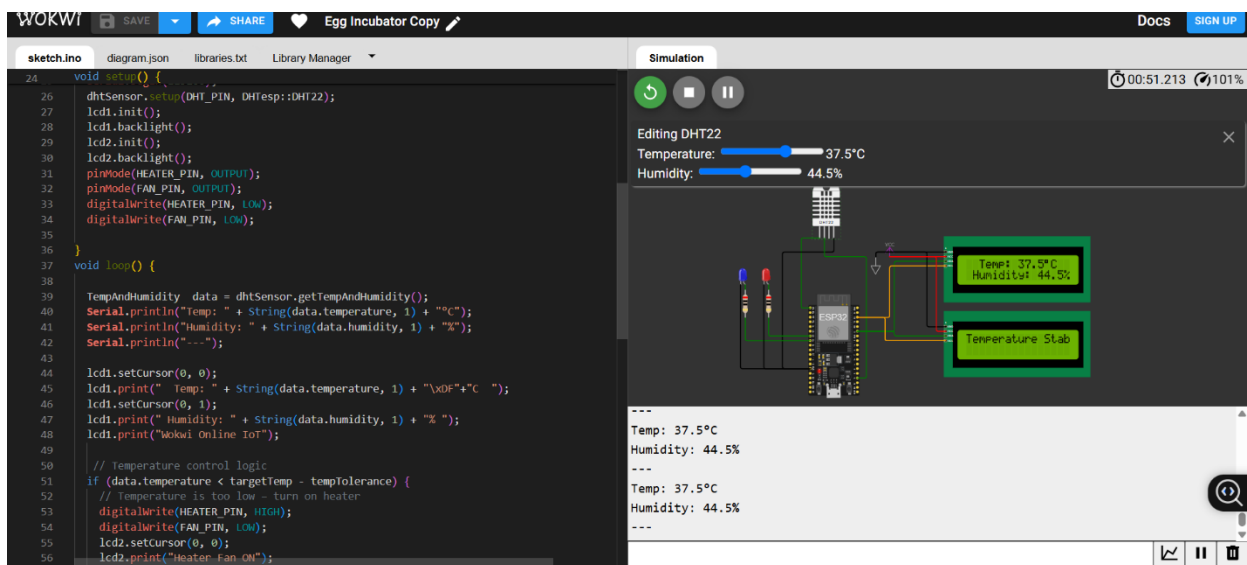 WOKWI SAVE SHARE Egg Incubator Copy Docs SIGN UP
sketch.ino diagram.json libraries.txt Library Manager
24 void setup() {
26 dhtSensor.setup(DHT_PIN, DHTesp::DHT22);
27 lcd1.init();
28 lcd1.backlight();
29 lcd2.init();
30 lcd2.backlight();
31 pinMode(HEATER_PIN, OUTPUT);
32 pinMode(FAN_PIN, OUTPUT);
33 digitalWrite(HEATER_PIN, LOW);
34 digitalWrite(FAN_PIN, LOW);
35
36 }
37 void loop() {
38
39 TempAndHumidity data = dhtSensor.getTempAndHumidity();
40 Serial.println("Temp: " + String(data.temperature, 1) + "°C");
41 Serial.println("Humidity: " + String(data.humidity, 1) + "%");
42 Serial.println("---");
43
44 lcd1.setCursor(0, 0);
45 lcd1.print("  Temp: " + String(data.temperature, 1) + "\xDF"+"C  ");
46 lcd1.setCursor(0, 1);
47 lcd1.print(" Humidity: " + String(data.humidity, 1) + "% ");
48 lcd1.print("Wokwi Online IoT");
49
50 // Temperature control logic
51 if (data.temperature < targetTemp - tempTolerance) {
52 // Temperature is too low - turn on heater
53 digitalWrite(HEATER_PIN, HIGH);
54 digitalWrite(FAN_PIN, LOW);
55 lcd2.setCursor(0, 0);
56 lcd2.print("Heater Fan ON");
Simulation
00:51.213 101%
Editing DHT22
Temperature: 37.5°C
Humidity: 44.5%
VCC
Temp: 37.5°C
Humidity: 44.5%
ESP32
Temperature Stab
---
Temp: 37.5°C
Humidity: 44.5%
---
Temp: 37.5°C
Humidity: 44.5%
---